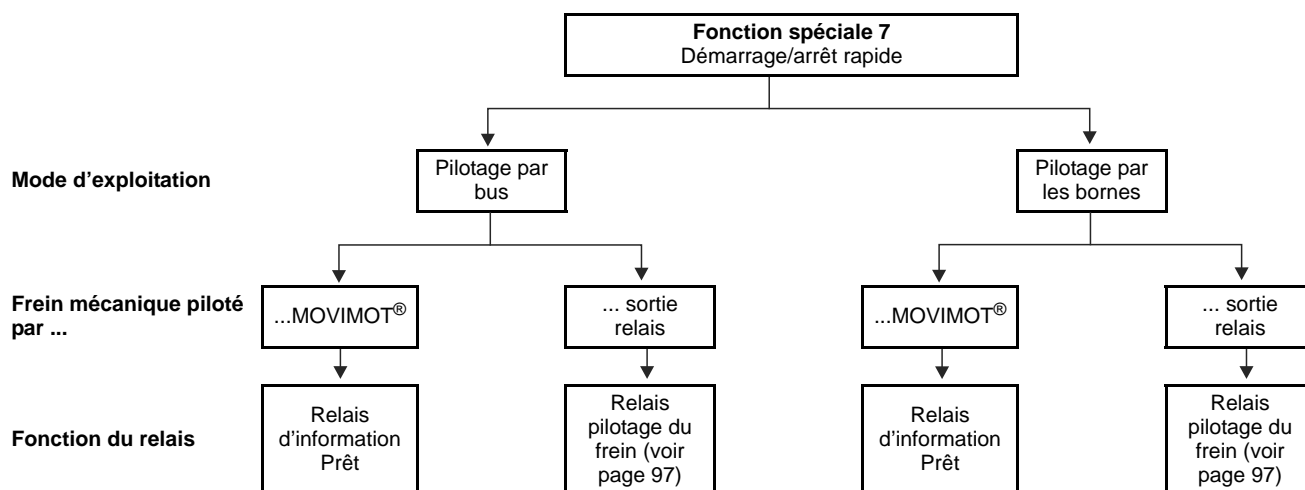 Fonction spéciale 7
Démarrage/arrêt rapide
Mode d'exploitation
Pilotage par
bus
Pilotage par
les bornes
Frein mécanique piloté
par ...
...MOVIMOT®
... sortie
relais
...MOVIMOT®
... sortie
relais
Fonction du relais
Relais
d'information
Prêt
Relais
pilotage du
frein (voir
page 97)
Relais
d'information
Prêt
Relais
pilotage du
frein (voir
page 97)